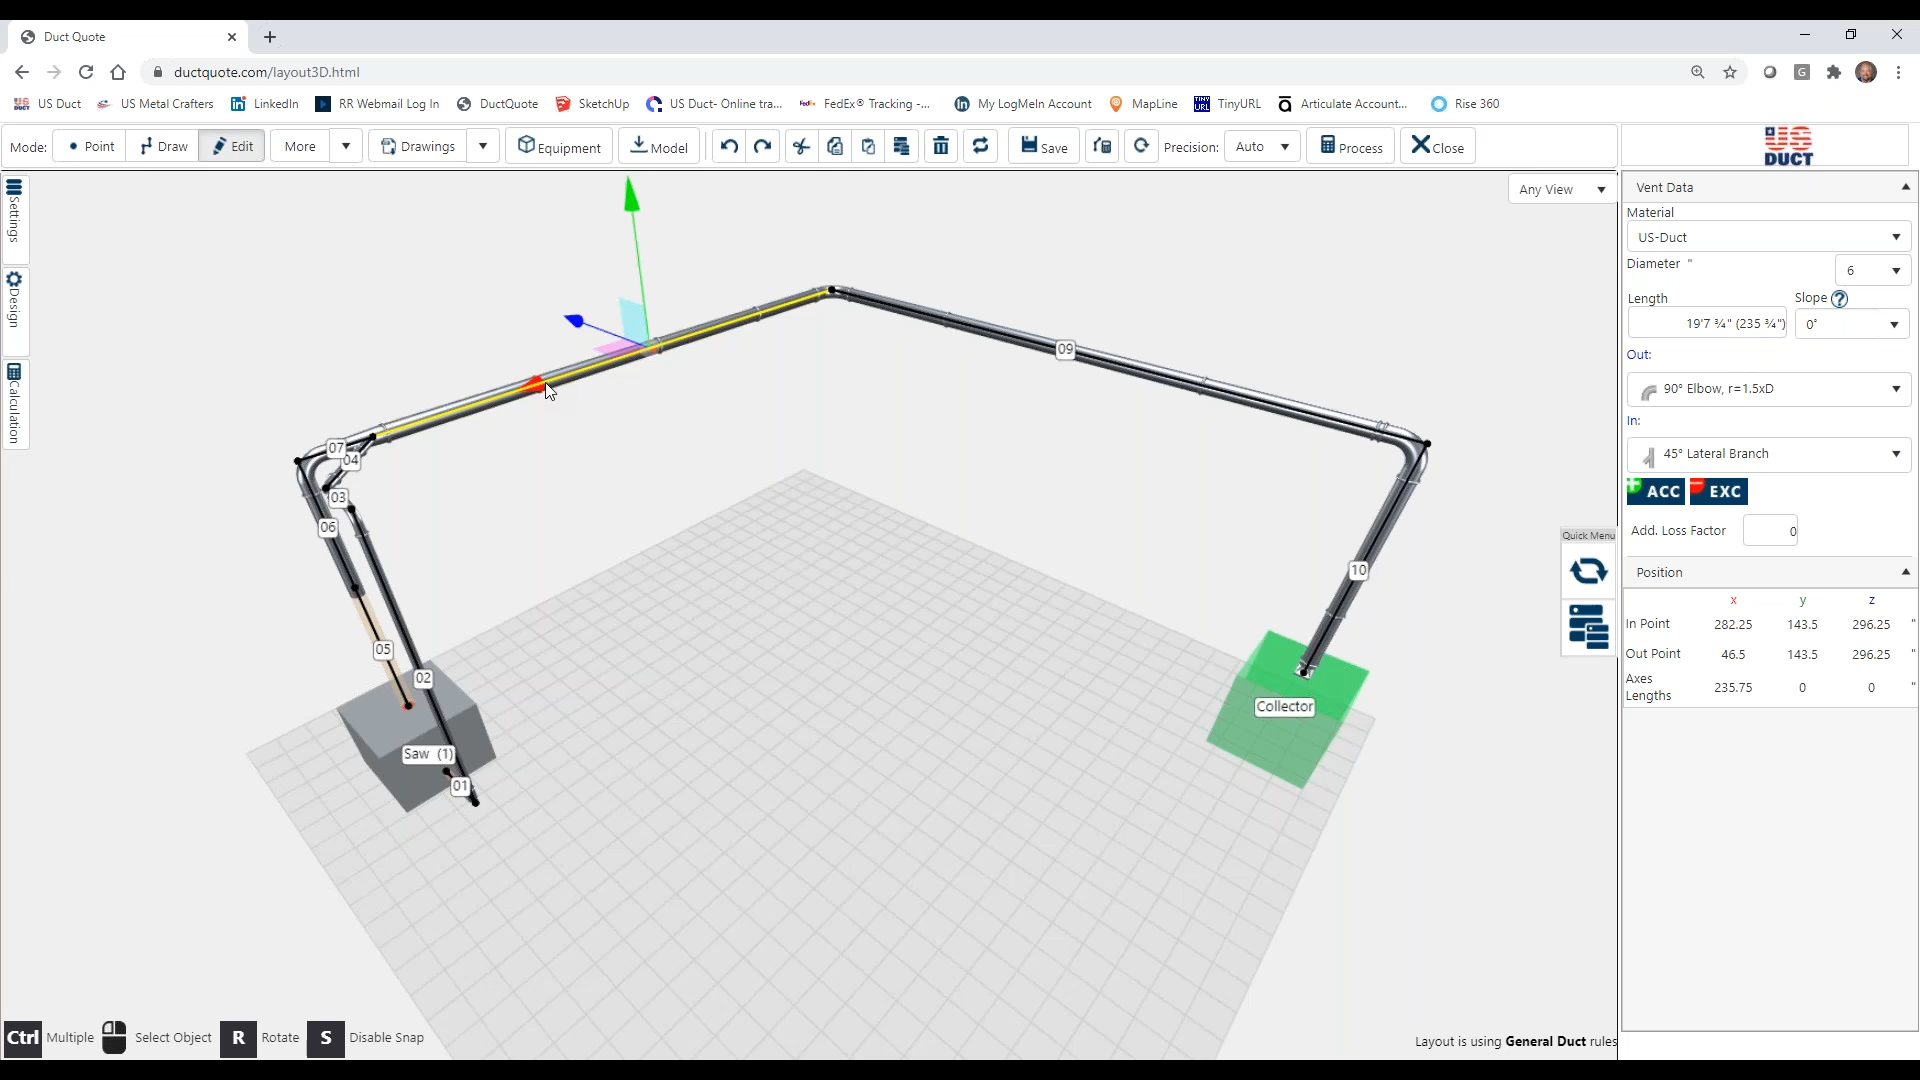 Duct Quote
ductquote.com/layout3D.html
US Duct US Metal Crafters LinkedIn RR Webmail Log In DuctQuote SketchUp US Duct- Online tra... FedEx® Tracking -... My LogMeIn Account MapLine TinyURL Articulate Account... Rise 360
Mode: Point Draw Edit More Drawings Equipment Model Save Precision: Auto Process Close
US DUCT
Settings
Design
Calculation
Any View
Vent Data
Material
US-Duct
Diameter " 6
Length Slope
19'7 ¾" (235 ¾") 0°
Out:
90° Elbow, r=1.5xD
In:
45° Lateral Branch
ACC EXC
Add. Loss Factor 0
Position
x y z
In Point 282.25 143.5 296.25 "
Out Point 46.5 143.5 296.25 "
Axes Lengths 235.75 0 0 "
Quick Menu
09
07
04
03
06
10
05
02
Collector
Saw (1)
01
Ctrl Multiple Select Object R Rotate S Disable Snap
Layout is using General Duct rules